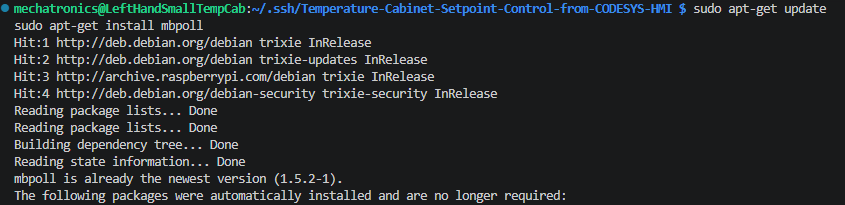 mechatronics@LeftHandSmallTempCab:~/.ssh/Temperature-Cabinet-Setpoint-Control-from-CODESYS-HMI $ sudo apt-get update
sudo apt-get install mbpoll
Hit:1 http://deb.debian.org/debian trixie InRelease
Hit:2 http://deb.debian.org/debian trixie-updates InRelease
Hit:3 http://archive.raspberrypi.com/debian trixie InRelease
Hit:4 http://deb.debian.org/debian-security trixie-security InRelease
Reading package lists... Done
Reading package lists... Done
Building dependency tree... Done
Reading state information... Done
mbpoll is already the newest version (1.5.2-1).
The following packages were automatically installed and are no longer required: